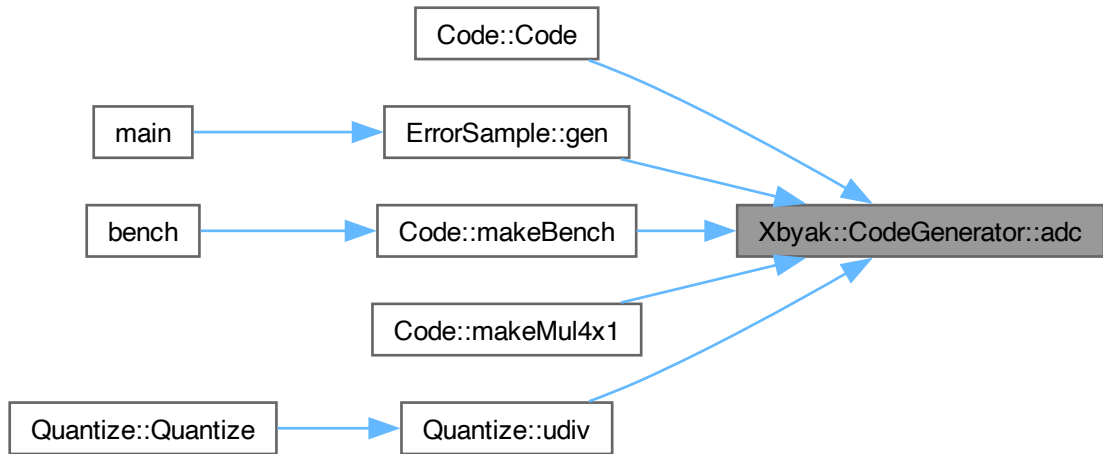 Code::Code
main
ErrorSample::gen
bench
Code::makeBench
Xbyak::CodeGenerator::adc
Code::makeMul4x1
Quantize::Quantize
Quantize::udiv